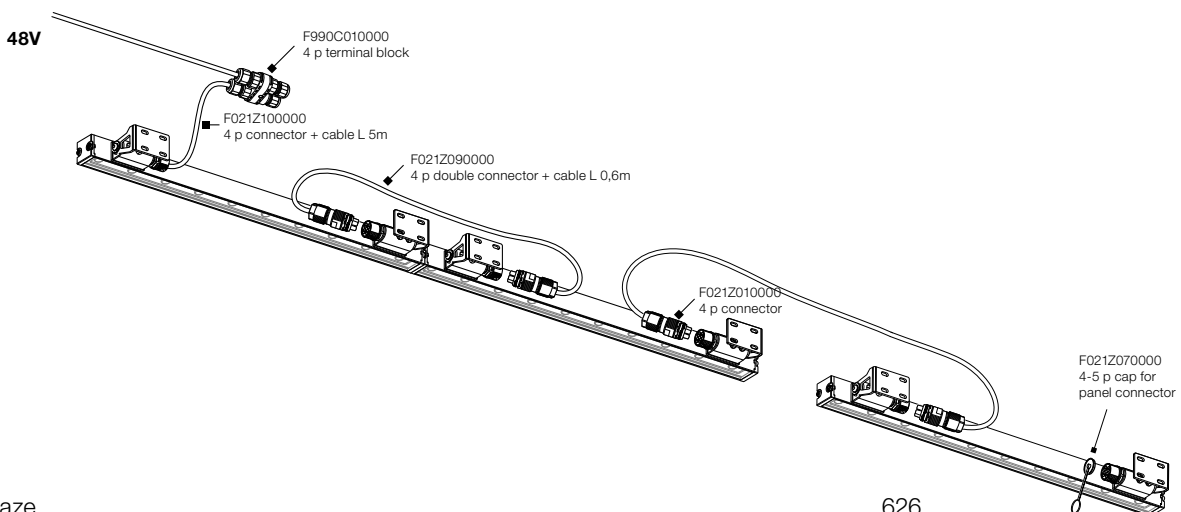 48V
F990C010000
4 p terminal block
F021Z100000
4 p connector + cable L 5m
F021Z090000
4 p double connector + cable L 0,6m
F021Z010000
4 p connector
F021Z070000
4-5 p cap for
panel connector
626